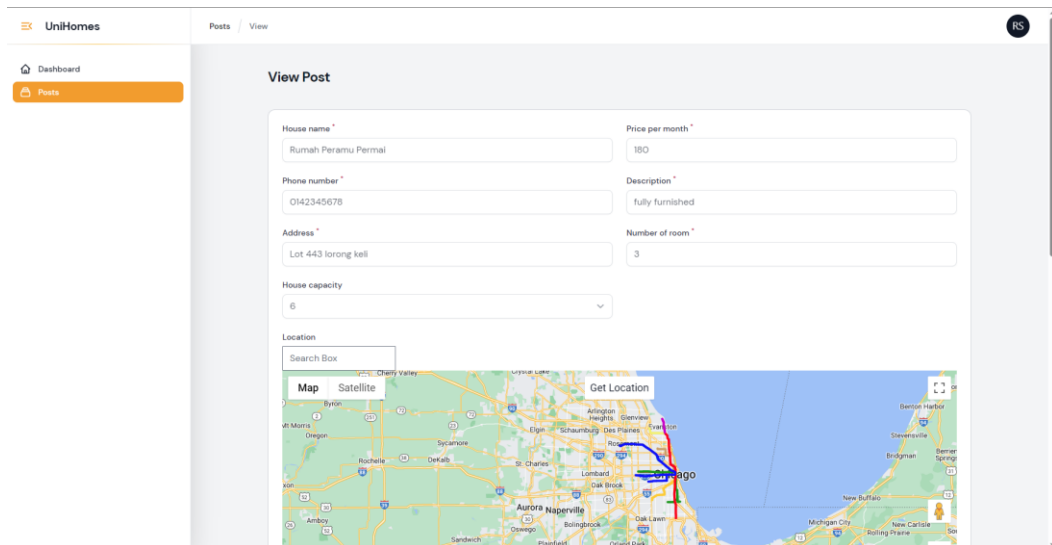 UniHomes
Posts / View
RS
Dashboard
Posts
View Post
House name *
Price per month *
Rumah Peramu Permai
180
Phone number *
Description *
0142345678
fully furnished
Address *
Number of room *
Lot 443 lorong keli
3
House capacity
6
Location
Search Box
Cherry Valley
Crystal Lake
Map
Satellite
Get Location
Byron
Arlington
Heights
Glenview
Evanston
Benton Harbor
Mt Morris
Oregon
Elgin
Schaumburg
Des Plaines
Stevensville
Sycamore
Rosemont
Bridgman
Rochelle
DeKalb
St. Charles
Lombard
Chicago
Oak Brook
New Buffalo
Aurora
Naperville
Amboy
Bolingbrook
Oak Lawn
Michigan City
New Carlisle
Oswego
Rolling Prairie
Sandwich
Plainfield
Orland Park